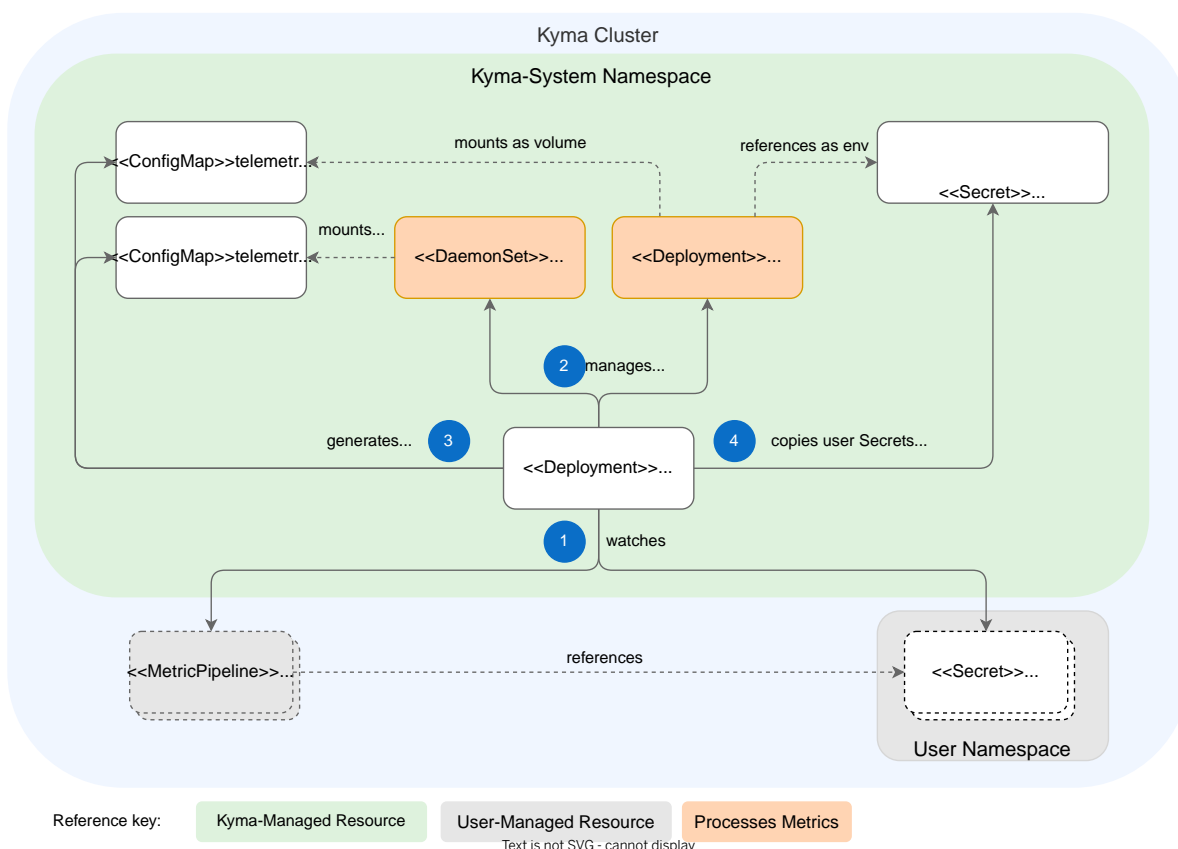 Kyma Cluster
Kyma-System Namespace
mounts as volume
references as env
<<ConfigMap>>telemetr...
<<Secret>>...
mounts...
<<ConfigMap>>telemetr...
<<DaemonSet>>...
<<Deployment>>...
2
manages...
generates...
3
4
copies user Secrets...
<<Deployment>>...
1
watches
<<MetricPipeline>>...
references
<<Secret>>...
User Namespace
Reference key:
Kyma-Managed Resource
User-Managed Resource
Processes Metrics
Text is not SVG - cannot display